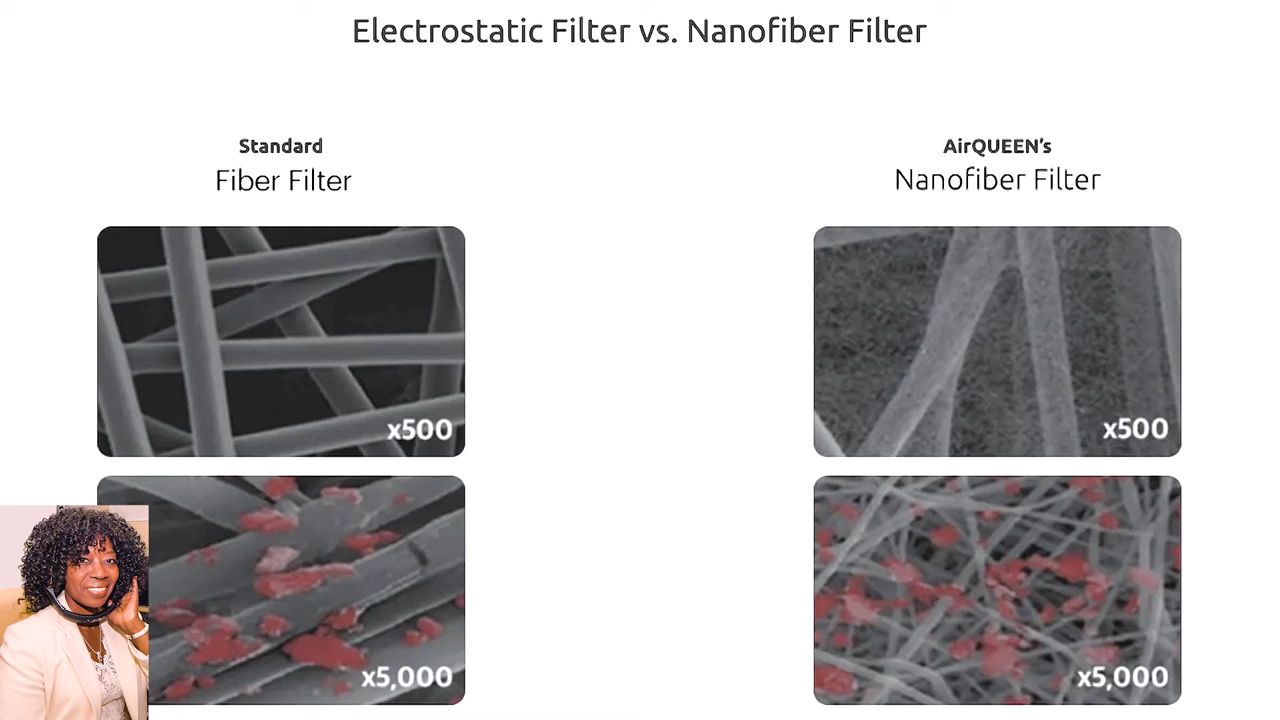 Electrostatic Filter vs. Nanofiber Filter
Standard
Fiber Filter
AirQUEEN’s
Nanofiber Filter
x500
x500
x5,000
x5,000